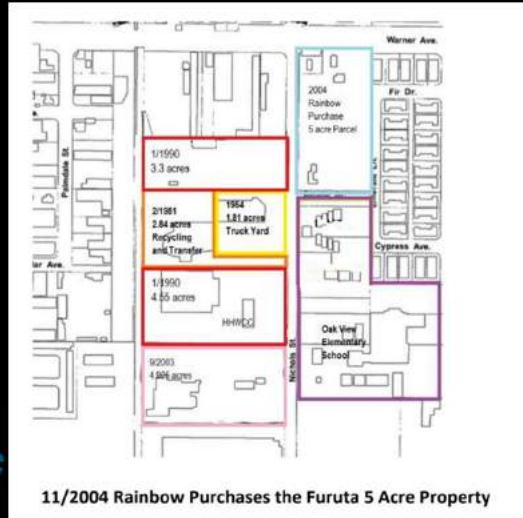 Warner Ave.
Fir Dr.
2004
Rainbow
Purchase
5 acre Parcel
Palmdale St.
1/1990
3.3 acres
2/1981
2.84 acres
Recycling
and Transfer
1964
1.81 acres
Truck Yard
Cypress Ave.
ar Ave.
1/1990
4.55 acres
HHWCC
Oak View
Elementary
School
Nichols St.
9/2003
4.906 acres
e
11/2004 Rainbow Purchases the Furuta 5 Acre Property